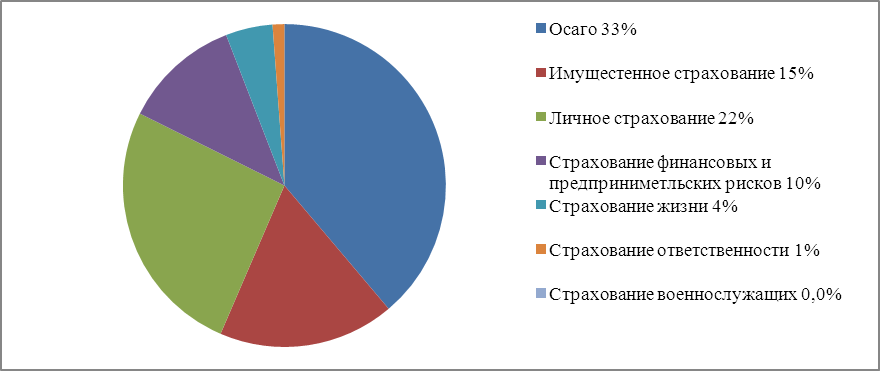 Осаго 33%
Имущестенное страхование 15%
Личное страхование 22%
Страхование финансовых и
предприниметльских рисков 10%
Страхование жизни 4%
Страхование ответственности 1%
Страхование военнослужащих 0,0%